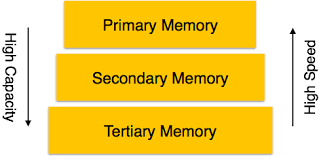 Primary Memory
Secondary Memory
Tertiary Memory
High Capacity
High Speed